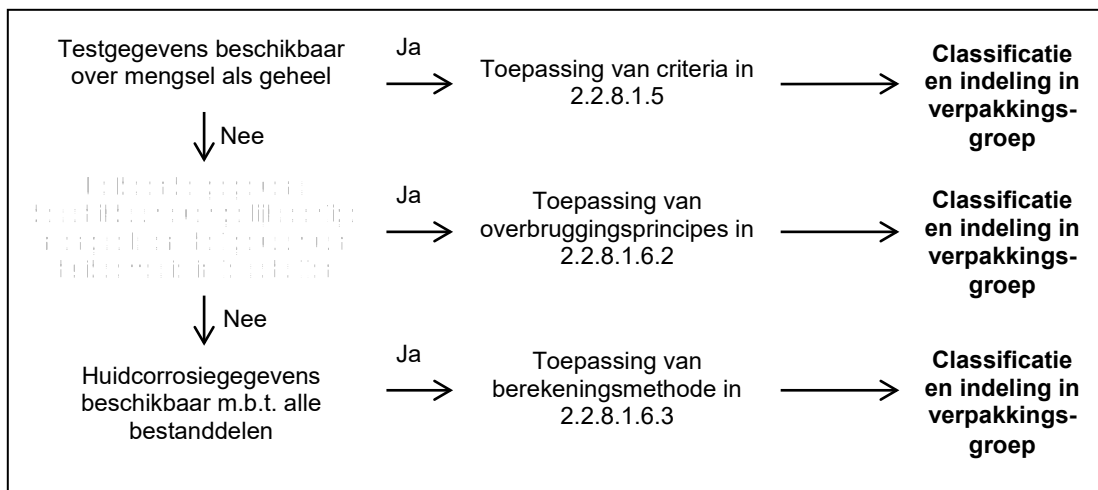 Testgegevens beschikbaar
over mengsel als geheel
Ja
Toepassing van criteria in
2.2.8.1.5
Classificatie
en indeling in
verpakkings-
groep
Nee
Ja
Toepassing van
overbruggingsprincipes in
2.2.8.1.6.2
Classificatie
en indeling in
verpakkings-
groep
Nee
Huidcorrosiegegevens
beschikbaar m.b.t. alle
bestanddelen
Ja
Toepassing van
berekeningsmethode in
2.2.8.1.6.3
Classificatie
en indeling in
verpakkings-
groep